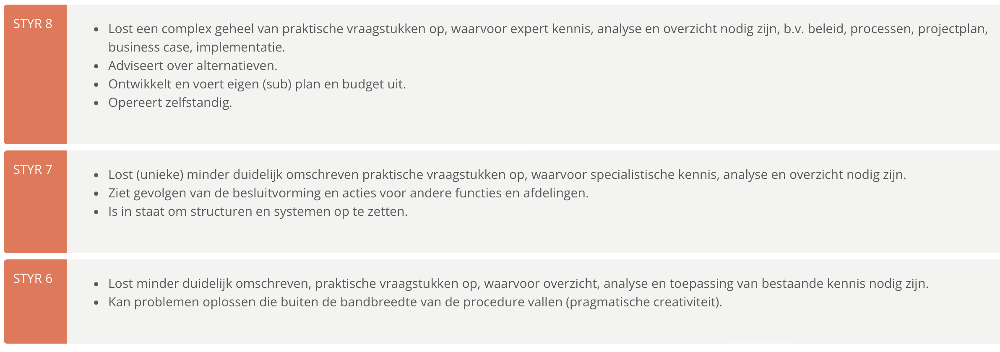 STYR 8
• Lost een complex geheel van praktische vraagstukken op, waarvoor expert kennis, analyse en overzicht nodig zijn, b.v. beleid, processen, projectplan,
business case, implementatie.
• Adviseert over alternatieven.
• Ontwikkelt en voert eigen (sub) plan en budget uit.
• Opereert zelfstandig.
STYR 7
• Lost (unieke) minder duidelijk omschreven praktische vraagstukken op, waarvoor specialistische kennis, analyse en overzicht nodig zijn.
• Ziet gevolgen van de besluitvorming en acties voor andere functies en afdelingen.
• Is in staat om structuren en systemen op te zetten.
STYR 6
• Lost minder duidelijk omschreven, praktische vraagstukken op, waarvoor overzicht, analyse en toepassing van bestaande kennis nodig zijn.
• Kan problemen oplossen die buiten de bandbreedte van de procedure vallen (pragmatische creativiteit).